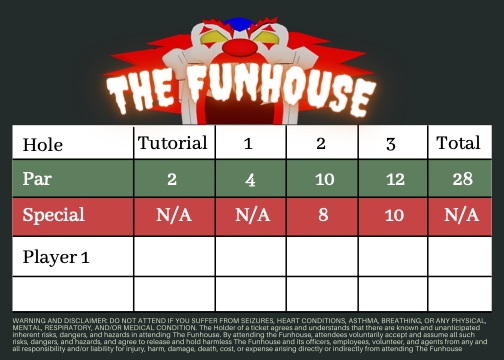 THE FUNHOUSE
Hole Tutorial 1 2 3 Total
Par 2 4 10 12 28
Special N/A N/A 8 10 N/A
Player 1
WARNING AND DISCLAIMER: DO NOT ATTEND IF YOU SUFFER FROM SEIZURES, HEART CONDITIONS, ASTHMA, BREATHING, OR ANY PHYSICAL,
MENTAL, RESPIRATORY, AND/OR MEDICAL CONDITION. The Holder of a ticket agrees and understands that there are known and unanticipated
inherent risks, dangers, and hazards in attending The Funhouse. By attending the Funhouse, attendees voluntarily accept and assume all such
risks, dangers, and hazards, and agree to release and hold harmless The Funhouse and its officers, employees, volunteer, and agents from any and
all responsibility and/or liability for injury, harm, damage, death, cost, or expense arising directly or indirectly from attending The Funhouse